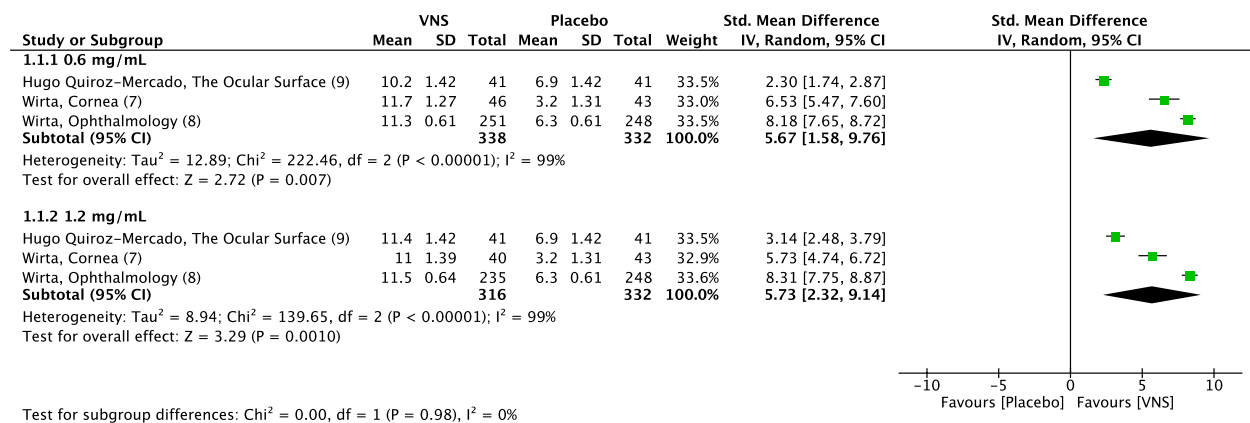 VNS Placebo Std. Mean Difference Std. Mean Difference
Study or Subgroup Mean SD Total Mean SD Total Weight IV, Random, 95% CI IV, Random, 95% CI
1.1.1 0.6 mg/mL
Hugo Quiroz-Mercado, The Ocular Surface (9) 10.2 1.42 41 6.9 1.42 41 33.5% 2.30 [1.74, 2.87]
Wirta, Cornea (7) 11.7 1.27 46 3.2 1.31 43 33.0% 6.53 [5.47, 7.60]
Wirta, Ophthalmology (8) 11.3 0.61 251 6.3 0.61 248 33.5% 8.18 [7.65, 8.72]
Subtotal (95% CI) 338 332 100.0% 5.67 [1.58, 9.76]
Heterogeneity: Tau² = 12.89; Chi² = 222.46, df = 2 (P < 0.00001); I² = 99%
Test for overall effect: Z = 2.72 (P = 0.007)
1.1.2 1.2 mg/mL
Hugo Quiroz-Mercado, The Ocular Surface (9) 11.4 1.42 41 6.9 1.42 41 33.5% 3.14 [2.48, 3.79]
Wirta, Cornea (7) 11 1.39 40 3.2 1.31 43 32.9% 5.73 [4.74, 6.72]
Wirta, Ophthalmology (8) 11.5 0.64 235 6.3 0.61 248 33.6% 8.31 [7.75, 8.87]
Subtotal (95% CI) 316 332 100.0% 5.73 [2.32, 9.14]
Heterogeneity: Tau² = 8.94; Chi² = 139.65, df = 2 (P < 0.00001); I² = 99%
Test for overall effect: Z = 3.29 (P = 0.0010)
-10 -5 0 5 10
Favours [Placebo] Favours [VNS]
Test for subgroup differences: Chi² = 0.00, df = 1 (P = 0.98), I² = 0%